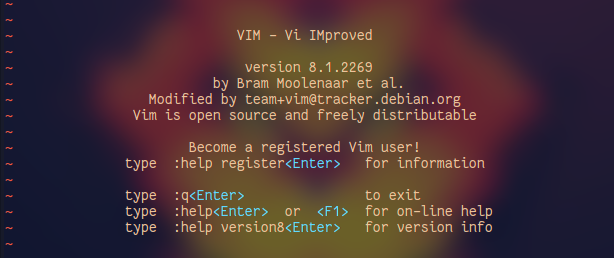 ~
~
~ VIM - Vi IMproved
~
~ version 8.1.2269
~ by Bram Moolenaar et al.
~ Modified by team+vim@tracker.debian.org
~ Vim is open source and freely distributable
~
~ Become a registered Vim user!
~ type :help register<Enter> for information
~
~ type :q<Enter> to exit
~ type :help<Enter> or <F1> for on-line help
~ type :help version8<Enter> for version info
~